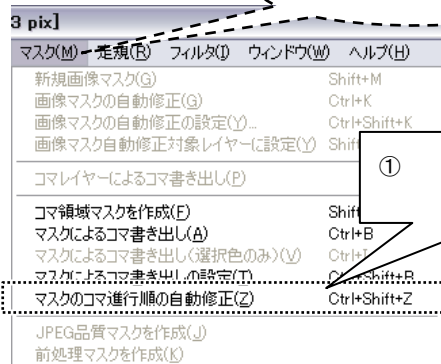 3 pix]
マスク(M) 定規(R) フィルタ(I) ウィンドウ(W) ヘルプ(H)
新規画像マスク(G) Shift+M
画像マスクの自動修正(G) Ctrl+K
画像マスクの自動修正の設定(Y)... Ctrl+Shift+K
画像マスク自動修正対象レイヤーに設定(Y) Shift
①
コマレイヤーによるコマ書き出し(P)
コマ領域マスクを作成(F) Shift
マスクによるコマ書き出し(A) Ctrl+B
マスクによるコマ書き出し(選択色のみ)(V)
マスクによるコマ書き出しの設定(T) Ctrl+Shift+B
マスクのコマ進行順の自動修正(Z) Ctrl+Shift+Z
JPEG品質マスクを作成(J)
前処理マスクを作成(K)